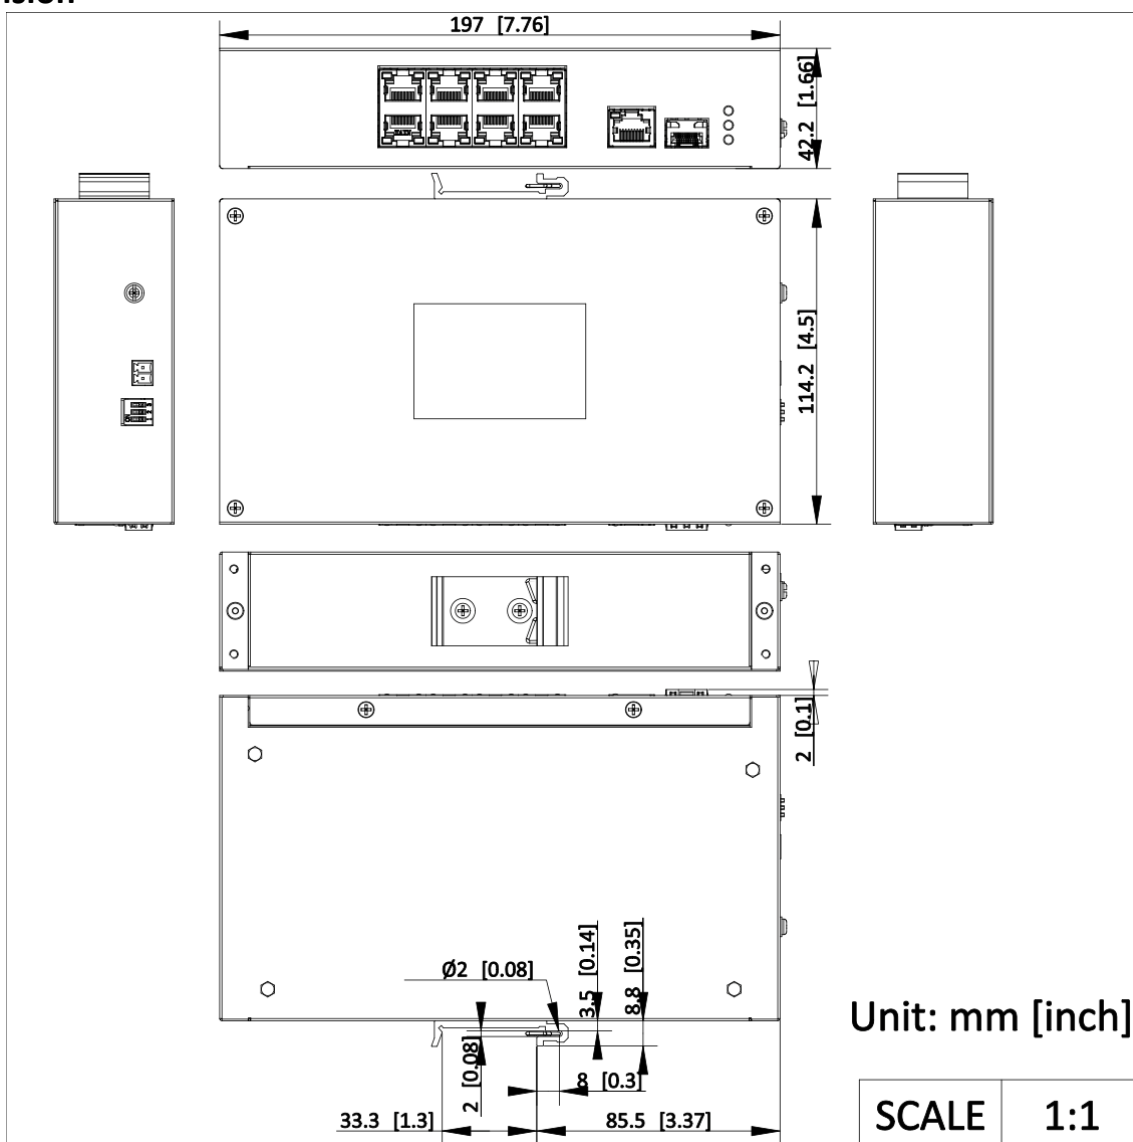 ision
197 [7.76]
42.2 [1.66]
114.2 [4.5]
2 [0.1]
Ø2 [0.08]
3.5 [0.14]
8.8 [0.35]
2 [0.08]
8 [0.3]
33.3 [1.3]
85.5 [3.37]
Unit: mm [inch]
SCALE 1:1